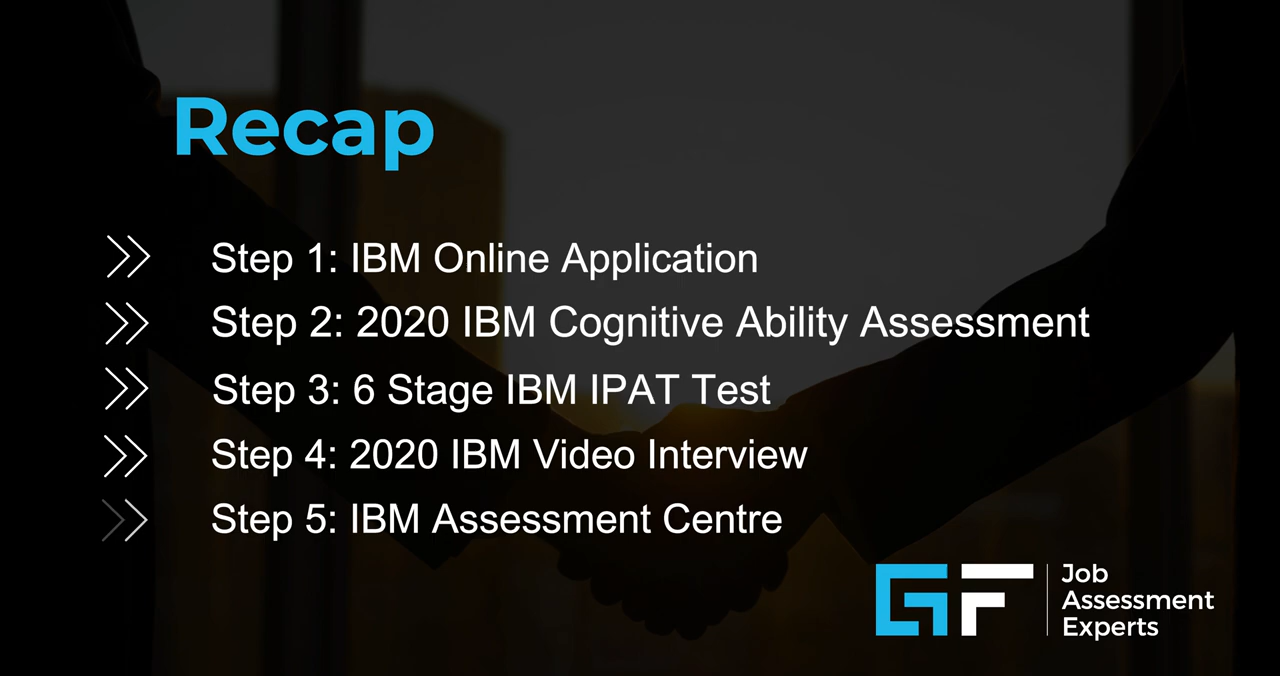 Recap
Step 1: IBM Online Application
Step 2: 2020 IBM Cognitive Ability Assessment
Step 3: 6 Stage IBM IPAT Test
Step 4: 2020 IBM Video Interview
Step 5: IBM Assessment Centre
GF
Job
Assessment
Experts